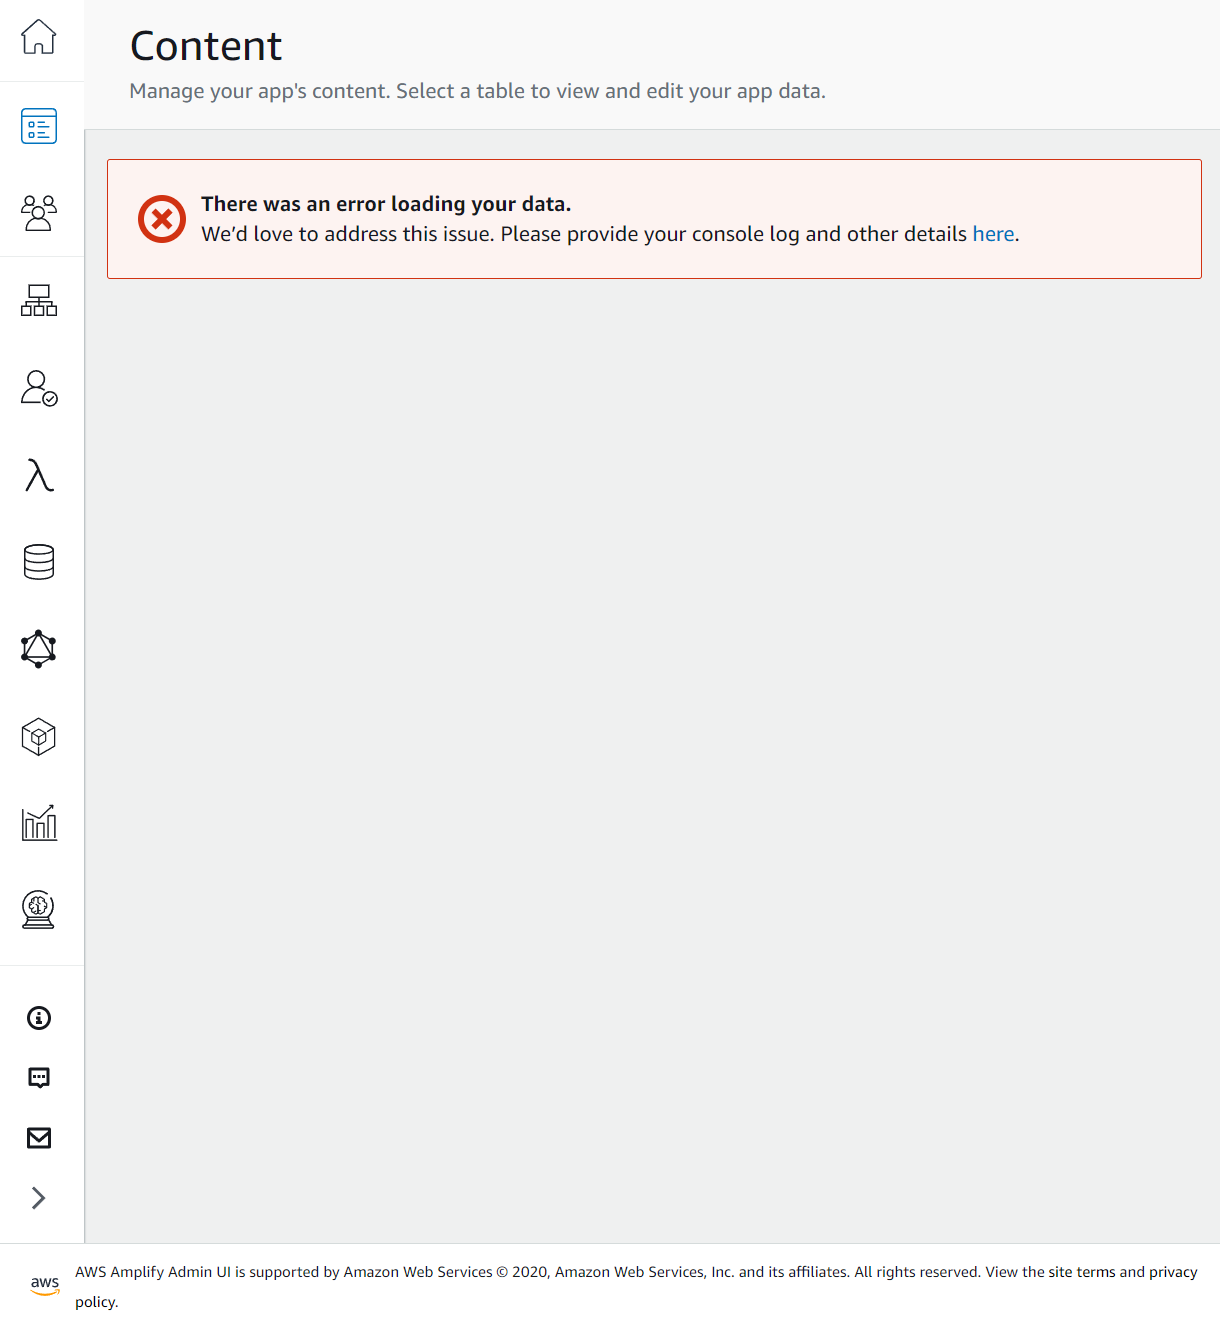 Content
Manage your app's content. Select a table to view and edit your app data.
There was an error loading your data.
We’d love to address this issue. Please provide your console log and other details here.
aws
AWS Amplify Admin UI is supported by Amazon Web Services © 2020, Amazon Web Services, Inc. and its affiliates. All rights reserved. View the site terms and privacy
policy.